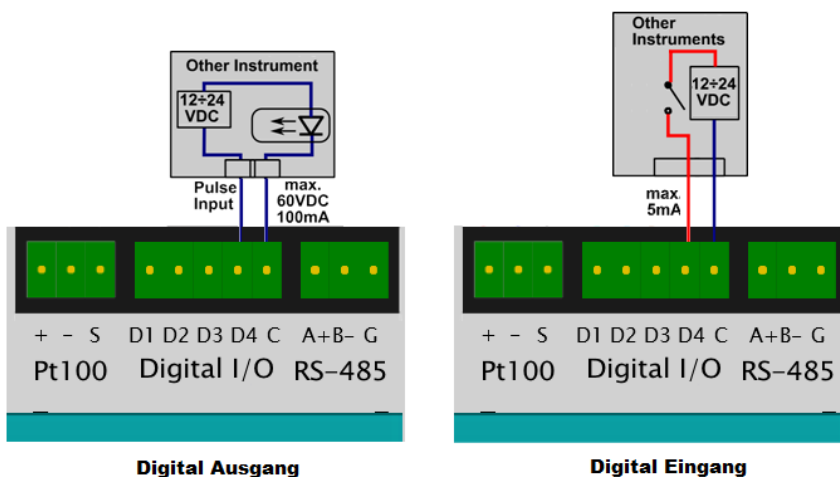 Other Instrument
12÷24
VDC
Pulse
Input
max.
60VDC
100mA
+ - S
D1 D2 D3 D4 C
A+B- G
Pt100
Digital I/O
RS-485
Digital Ausgang
Other
Instruments
12÷24
VDC
max.
5mA
+ - S
D1 D2 D3 D4 C
A+B- G
Pt100
Digital I/O
RS-485
Digital Eingang